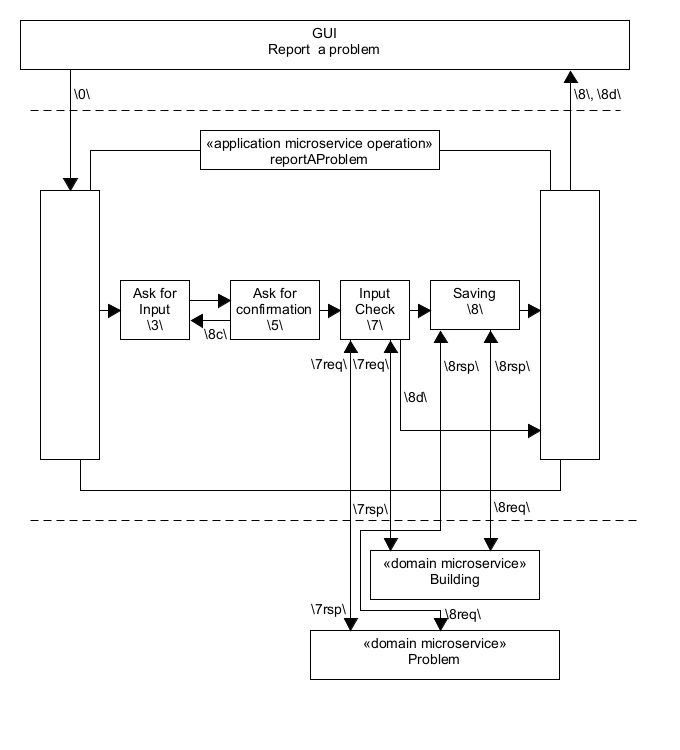 GUI
Report  a problem
\0\
\8\, \8d\
«application microservice operation»
reportAProblem
Ask for
Input
\3\
Ask for
confirmation
\5\
Input
Check
\7\
Saving
\8\
\8c\
\7req\
\7req\
\8rsp\
\8rsp\
\8d\
\7rsp\
\8req\
«domain microservice»
Building
\7rsp\
\8req\
«domain microservice»
Problem